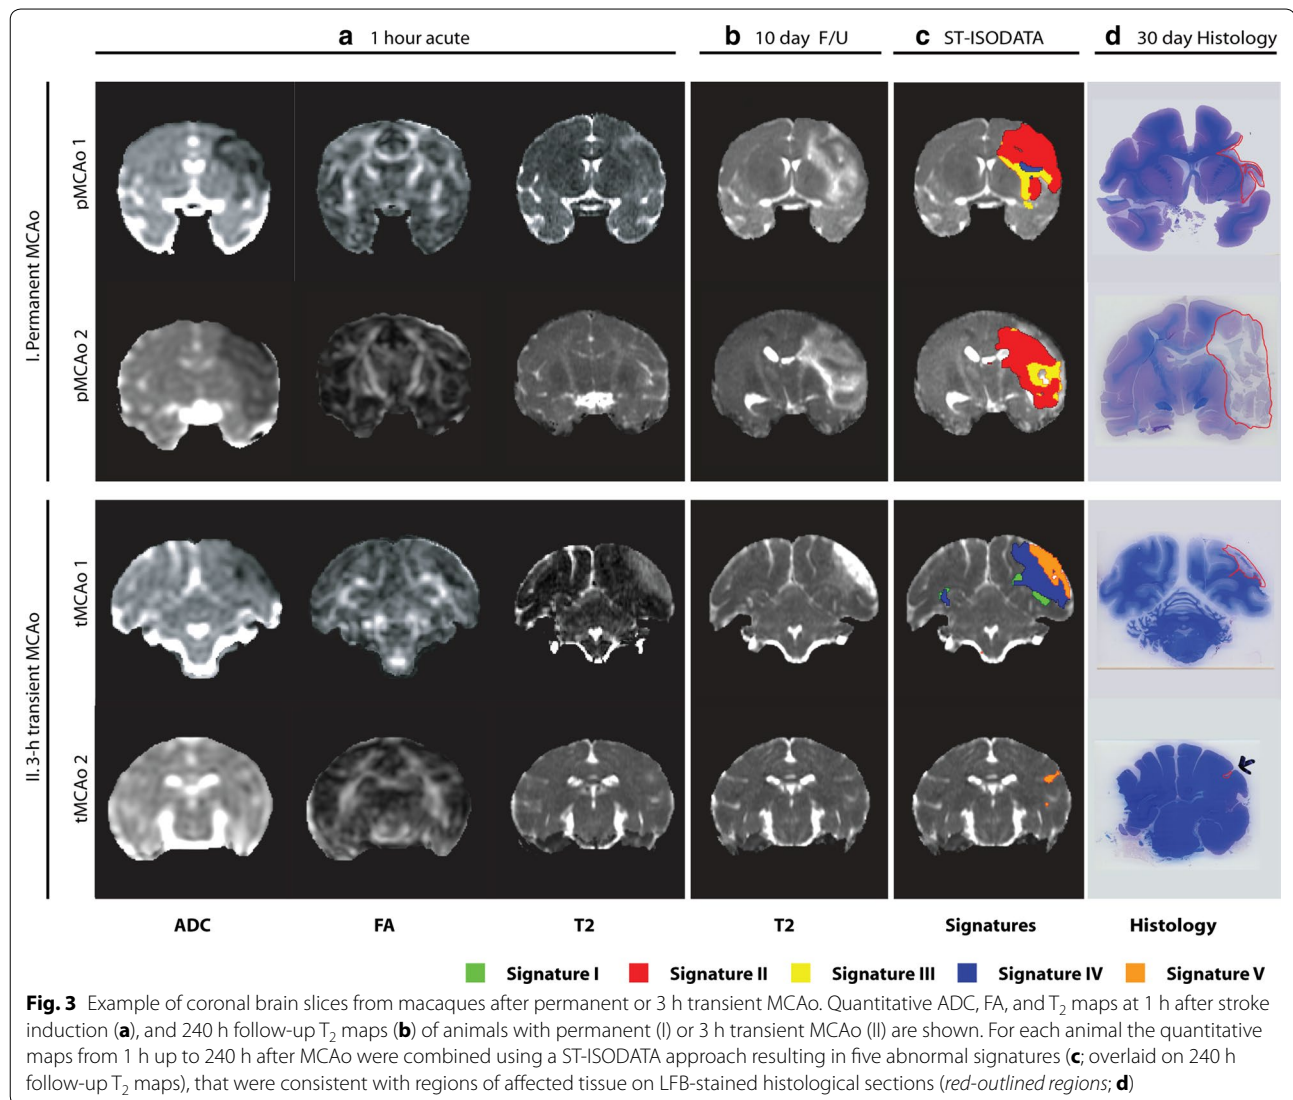 a 1 hour acute
b 10 day F/U
c ST-ISODATA
d 30 day Histology
I. Permanent MCAo
pMCAo 1
pMCAo 2
II. 3-h transient MCAo
tMCAo 1
tMCAo 2
ADC
FA
T2
T2
Signatures
Histology
Signature I
Signature II
Signature III
Signature IV
Signature V
Fig. 3 Example of coronal brain slices from macaques after permanent or 3 h transient MCAo. Quantitative ADC, FA, and T₂ maps at 1 h after stroke
induction (a), and 240 h follow-up T₂ maps (b) of animals with permanent (I) or 3 h transient MCAo (II) are shown. For each animal the quantitative
maps from 1 h up to 240 h after MCAo were combined using a ST-ISODATA approach resulting in five abnormal signatures (c; overlaid on 240 h
follow-up T₂ maps), that were consistent with regions of affected tissue on LFB-stained histological sections (red-outlined regions; d)